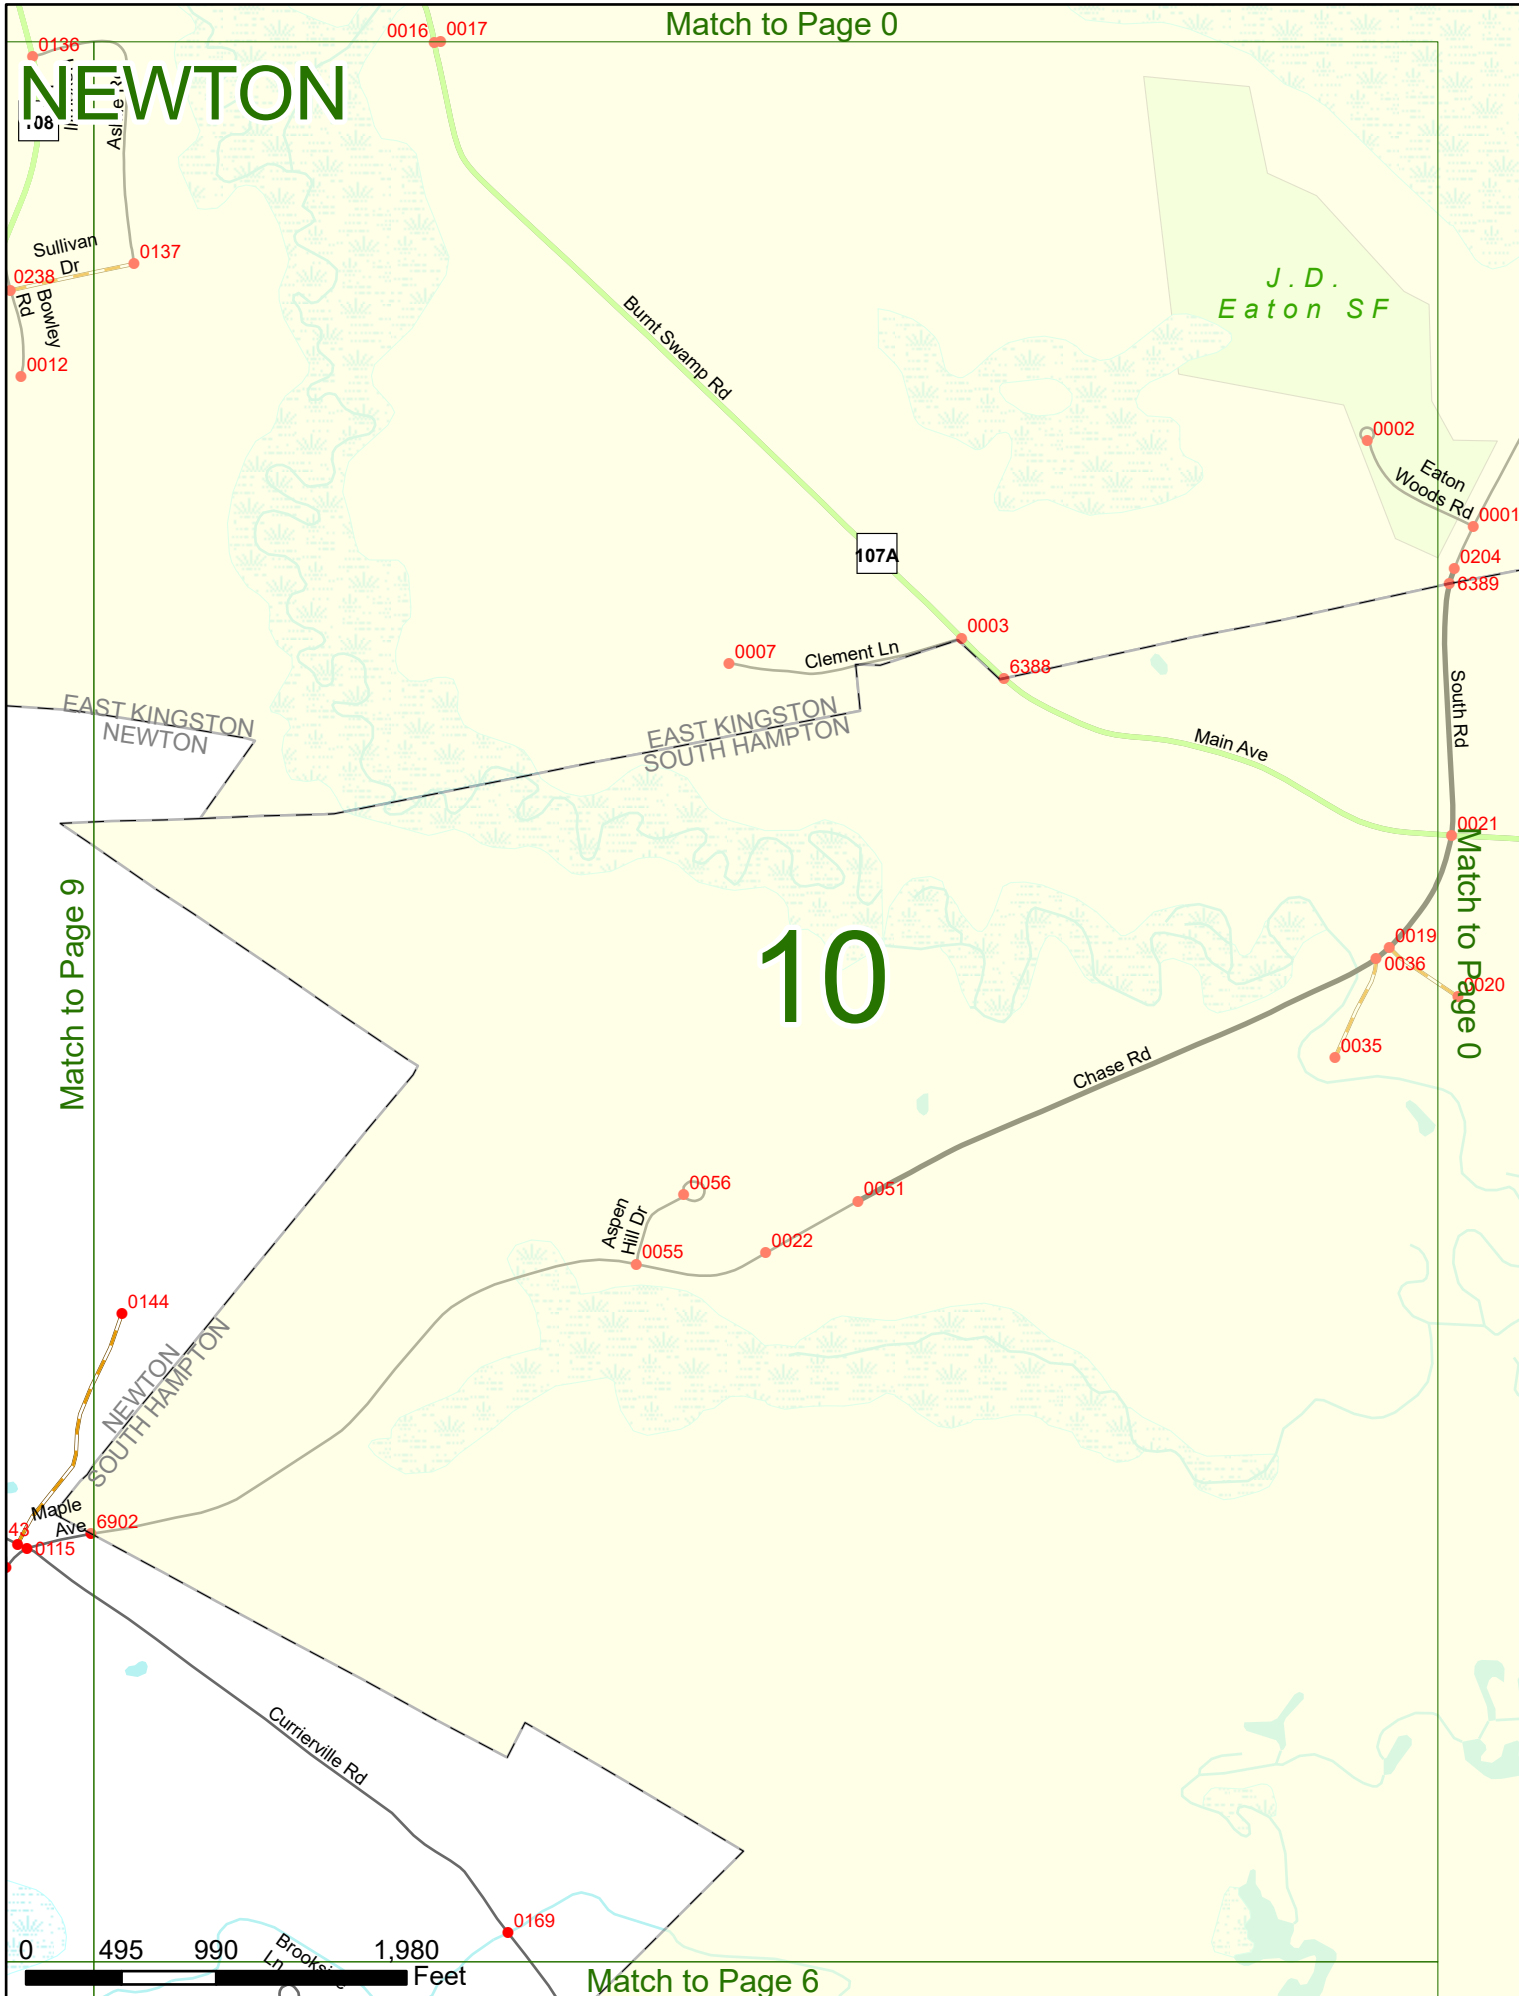 Match to Page 0
0016
0017
0136
NEWTON
108
Sullivan
Dr
0137
0238
Bowley
Rd
0012
Burnt Swamp Rd
J.D.
Eaton SF
0002
Eaton
Woods Rd
0001
107A
0204
6389
0003
0007
Clement Ln
6388
South Rd
EAST KINGSTON
NEWTON
EAST KINGSTON
SOUTH HAMPTON
Main Ave
0021
Match to Page 9
Match to Page 0
10
0019
0036
0020
0035
Chase Rd
0056
0051
Aspen
Hill Dr
0022
0055
0144
NEWTON
SOUTH HAMPTON
Maple
Ave
6902
43
0115
Currierville Rd
0169
0 495 990 1,980
Feet
Ln
Match to Page 6